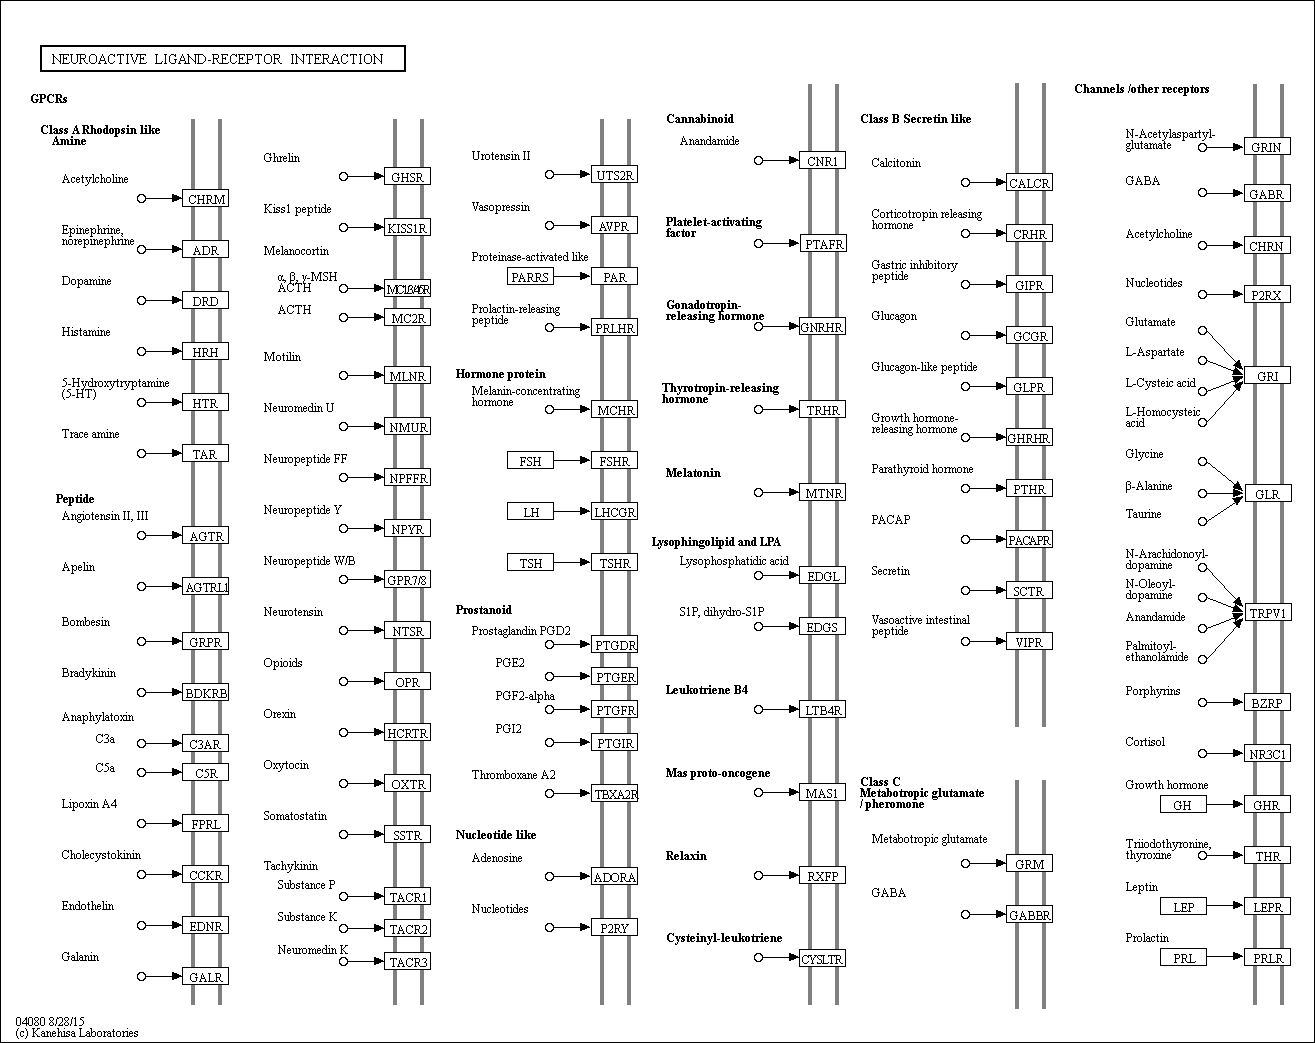 NEUROACTIVE LIGAND-RECEPTOR INTERACTION
GPCRs
Class A Rhodopsin like
Amine
Acetylcholine
CHRM
Epinephrine,
norepinephrine
ADR
Dopamine
DRD
Histamine
HRH
5-Hydroxytryptamine
(5-HT)
HTR
Trace amine
TAR
Peptide
Angiotensin II, III
AGTR
Apelin
AGTRL1
Bombesin
GRPR
Bradykinin
BDKRB
Anaphylatoxin
C3a
C3AR
C5a
C5R
Lipoxin A4
FPRL
Cholecystokinin
CCKR
Endothelin
EDNR
Galanin
GALR
Ghrelin
GHSR
Kiss1 peptide
KISS1R
Melanocortin
α, β, γ-MSH
ACTH
ACTH
MC2R
Motilin
MLNR
Neuromedin U
NMUR
Neuropeptide FF
NPFFR
Neuropeptide Y
NPYR
Neuropeptide W/B
GPR7/8
Neurotensin
NTSR
Opioids
OPR
Orexin
HCRTR
Oxytocin
OXTR
Somatostatin
SSTR
Tachykinin
Substance P
TACR1
Substance K
TACR2
Neuromedin K
TACR3
Urotensin II
UTS2R
Vasopressin
AVPR
Proteinase-activated like
PARRS
PAR
Prolactin-releasing
peptide
PRLHR
Hormone protein
Melanin-concentrating
hormone
MCHR
FSH
FSHR
LH
LHCGR
TSH
TSHR
Prostanoid
Prostaglandin PGD2
PTGDR
PGE2
PTGER
PGF2-alpha
PTGFR
PGI2
PTGIR
Thromboxane A2
TBXA2R
Nucleotide like
Adenosine
ADORA
Nucleotides
P2RY
Cannabinoid
Anandamide
CNR1
Platelet-activating
factor
PTAFR
Gonadotropin-
releasing hormone
GNRHR
Thyrotropin-releasing
hormone
TRHR
Melatonin
MTNR
Lysophingolipid and LPA
Lysophosphatidic acid
EDGL
S1P, dihydro-S1P
EDGS
Leukotriene B4
LTB4R
Mas proto-oncogene
MAS1
Relaxin
RXFP
Cysteinyl-leukotriene
CYSLTR
Class B Secretin like
Calcitonin
CALCR
Corticotropin releasing
hormone
CRHR
Gastric inhibitory
peptide
GIPR
Glucagon
GCGR
Glucagon-like peptide
GLPR
Growth hormone-
releasing hormone
GHRHR
Parathyroid hormone
PTHR
PACAP
PACAPR
Secretin
SCTR
Vasoactive intestinal
peptide
VIPR
Class C
Metabotropic glutamate
/ pheromone
Metabotropic glutamate
GRM
GABA
GABBR
Channels /other receptors
N-Acetylaspartyl-
glutamate
GRIN
GABA
GABR
Acetylcholine
CHRN
Nucleotides
P2RX
Glutamate
L-Aspartate
GRI
L-Cysteic acid
L-Homocysteic
acid
Glycine
β-Alanine
GLR
Taurine
N-Arachidonoyl-
dopamine
N-Oleoyl-
dopamine
TRPV1
Anandamide
Palmitoyl-
ethanolamide
Porphyrins
BZRP
Cortisol
NR3C1
Growth hormone
GH
GHR
Triiodothyronine,
thyroxine
THR
Leptin
LEP
LEPR
Prolactin
PRL
PRLR
04080 8/28/15
(c) Kanehisa Laboratories